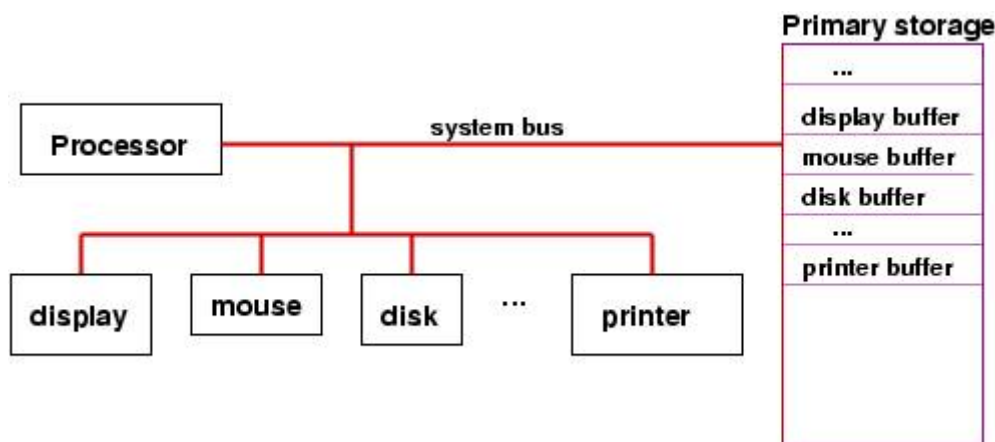 Primary storage
...
display buffer
mouse buffer
disk buffer
...
printer buffer
Processor
system bus
display
mouse
disk
...
printer